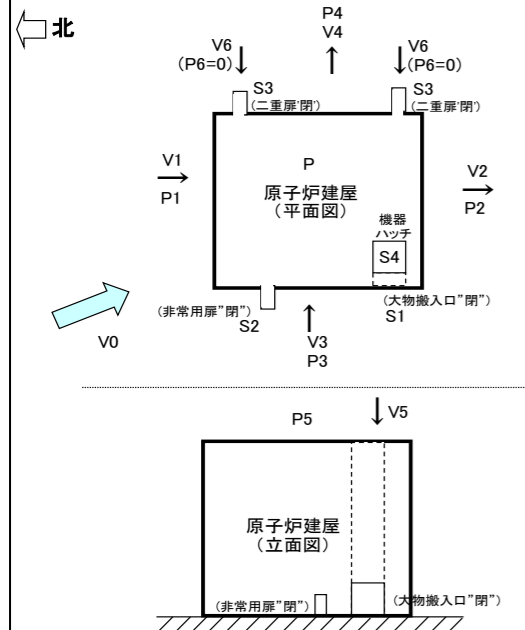 北
P4
V4
V6
(P6=0)
V6
(P6=0)
S3
(二重扉'閉')
S3
(二重扉'閉')
V1
P1
P
原子炉建屋
(平面図)
V2
P2
機器
ハッチ
S4
(非常用扉"閉")
S2
(大物搬入口"閉")
S1
V0
V3
P3
P5
V5
原子炉建屋
(立面図)
(非常用扉"閉")
(大物搬入口"閉")